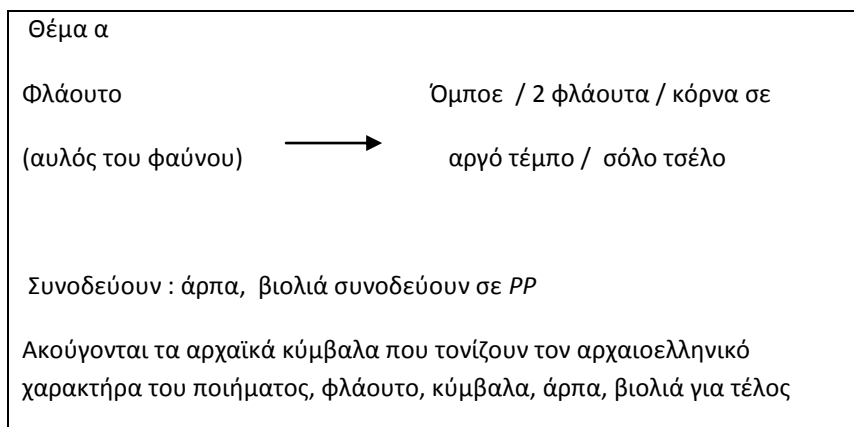 Θέμα α
Φλάουτο Όμποε / 2 φλάουτα / κόρνα σε
(αυλός του φαύνου) αργό τέμπο / σόλο τσέλο
Συνοδεύουν : άρπα, βιολιά συνοδεύουν σε PP
Ακούγονται τα αρχαϊκά κύμβαλα που τονίζουν τον αρχαιοελληνικό
χαρακτήρα του ποιήματος, φλάουτο, κύμβαλα, άρπα, βιολιά για τέλος